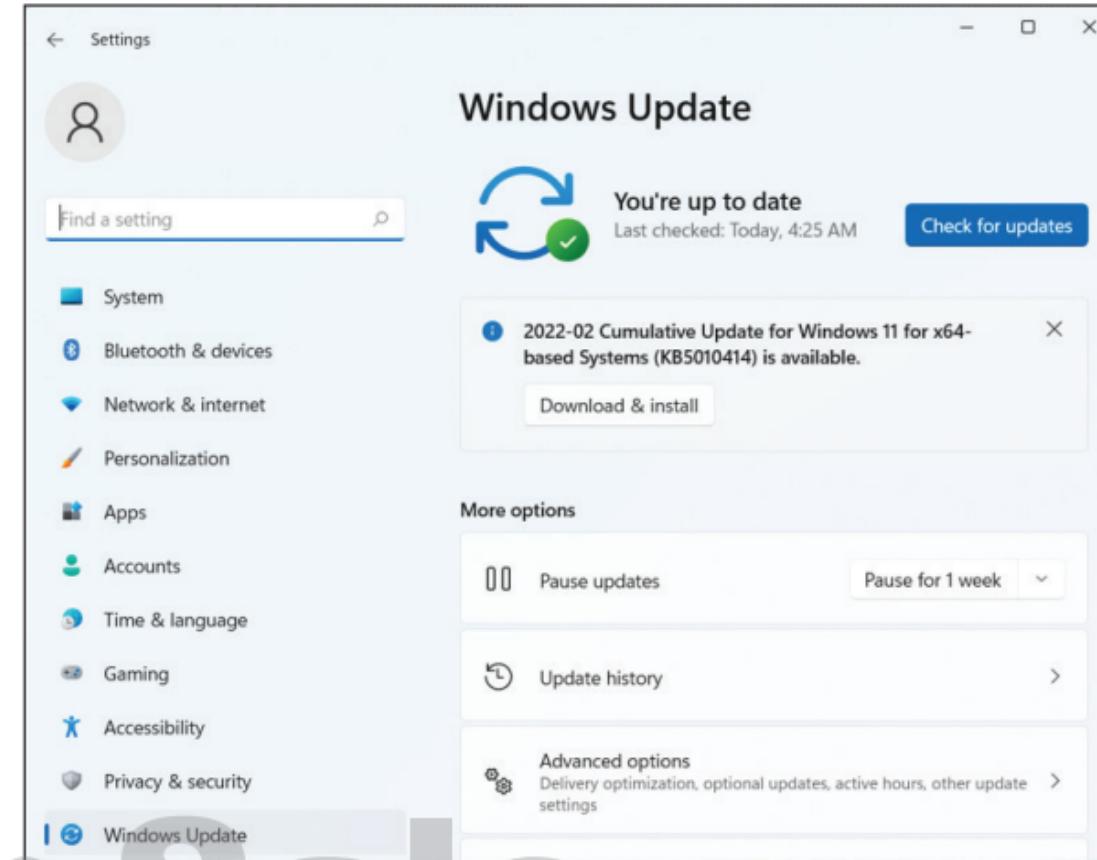 Settings
Windows Update
Find a setting
You're up to date
Last checked: Today, 4:25 AM
Check for updates
System
Bluetooth & devices
Network & internet
Personalization
Apps
Accounts
Time & language
Gaming
Accessibility
Privacy & security
Windows Update
2022-02 Cumulative Update for Windows 11 for x64-
based Systems (KB5010414) is available.
Download & install
More options
Pause updates
Pause for 1 week
Update history
Advanced options
Delivery optimization, optional updates, active hours, other update
settings